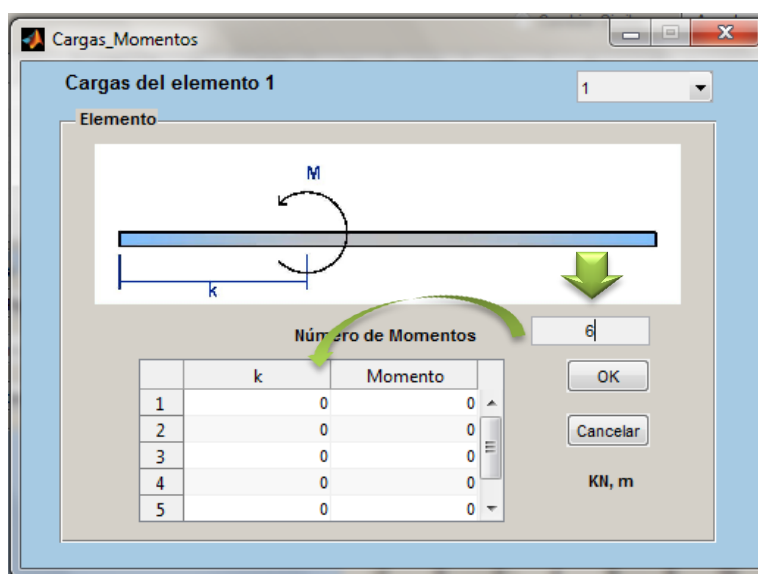 Cargas_Momentos
Cargas del elemento 1
1
Elemento
M
k
Número de Momentos
6
k Momento
1 0 0
2 0 0
3 0 0
4 0 0
5 0 0
OK
Cancelar
KN, m